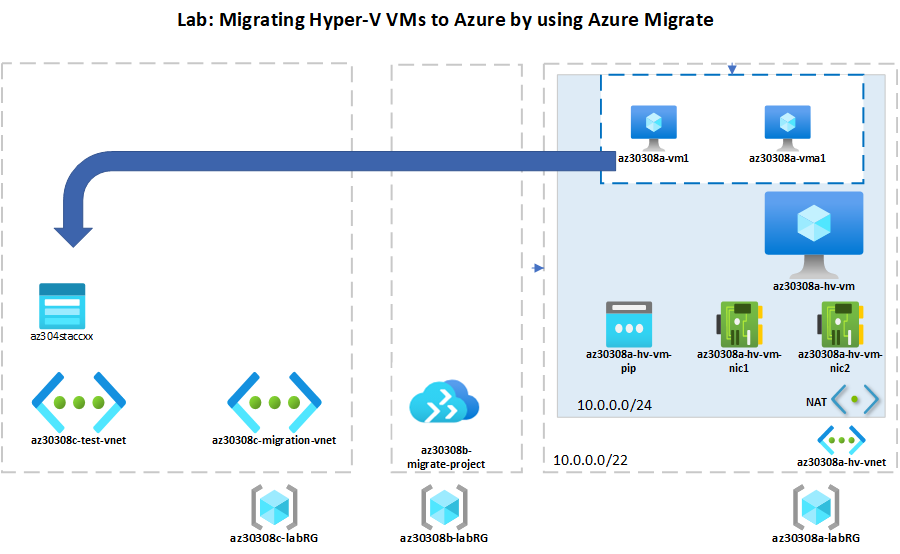 Lab: Migrating Hyper-V VMs to Azure by using Azure Migrate
az30308a-vm1
az30308a-vma1
az30308a-hv-vm
az304staccxx
az30308a-hv-vm-
pip
az30308a-hv-vm-
nic1
az30308a-hv-vm-
nic2
10.0.0.0/24
NAT
az30308c-test-vnet
az30308c-migration-vnet
az30308b-
migrate-project
10.0.0.0/22
az30308a-hv-vnet
az30308c-labRG
az30308b-labRG
az30308a-labRG